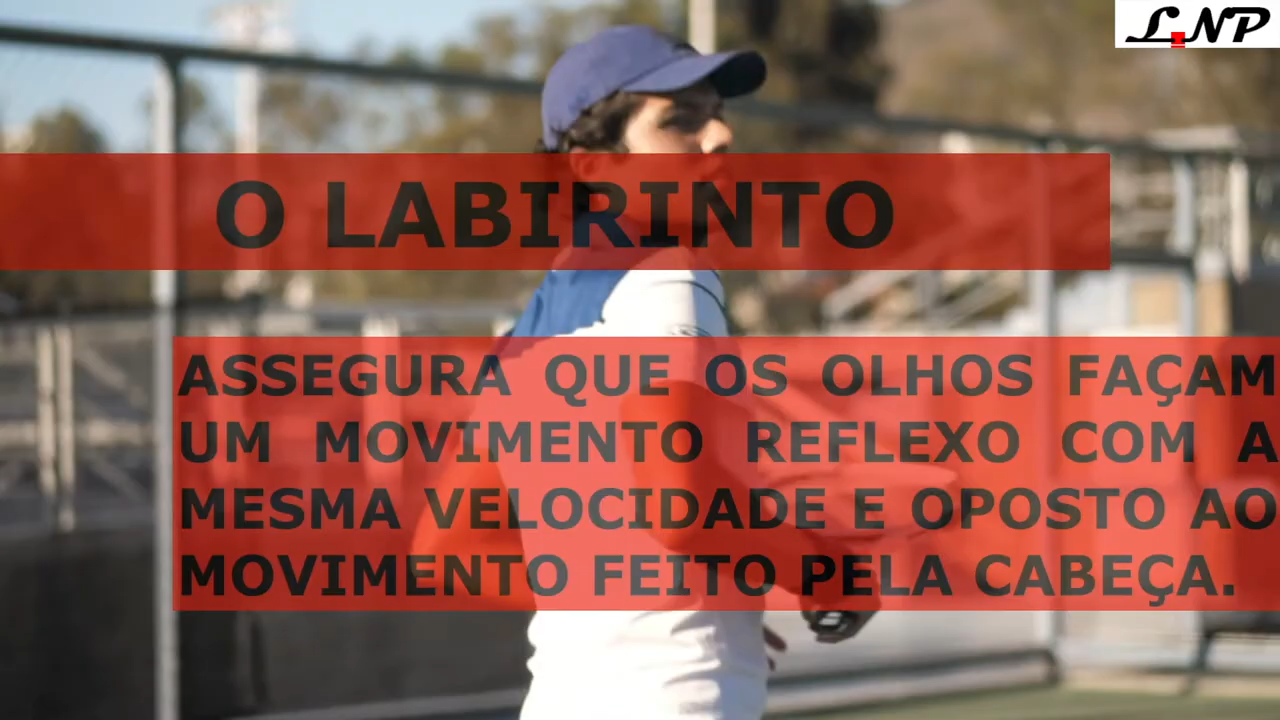 L.NP
O LABIRINTO
ASSEGURA QUE OS OLHOS FAÇAM
UM MOVIMENTO REFLEXO COM A
MESMA VELOCIDADE E OPOSTO AO
MOVIMENTO FEITO PELA CABEÇA.